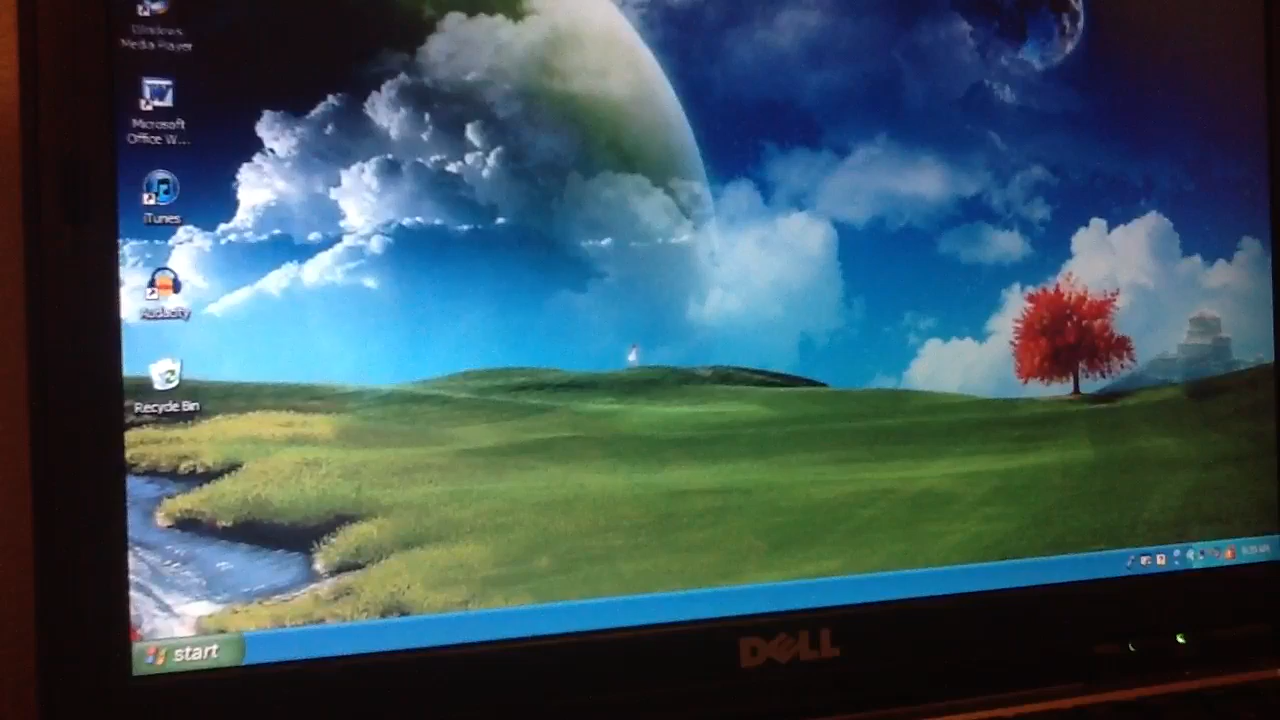 Windows
Media Player
Microsoft
Office W...
iTunes
Audacity
Recycle Bin
start
DELL